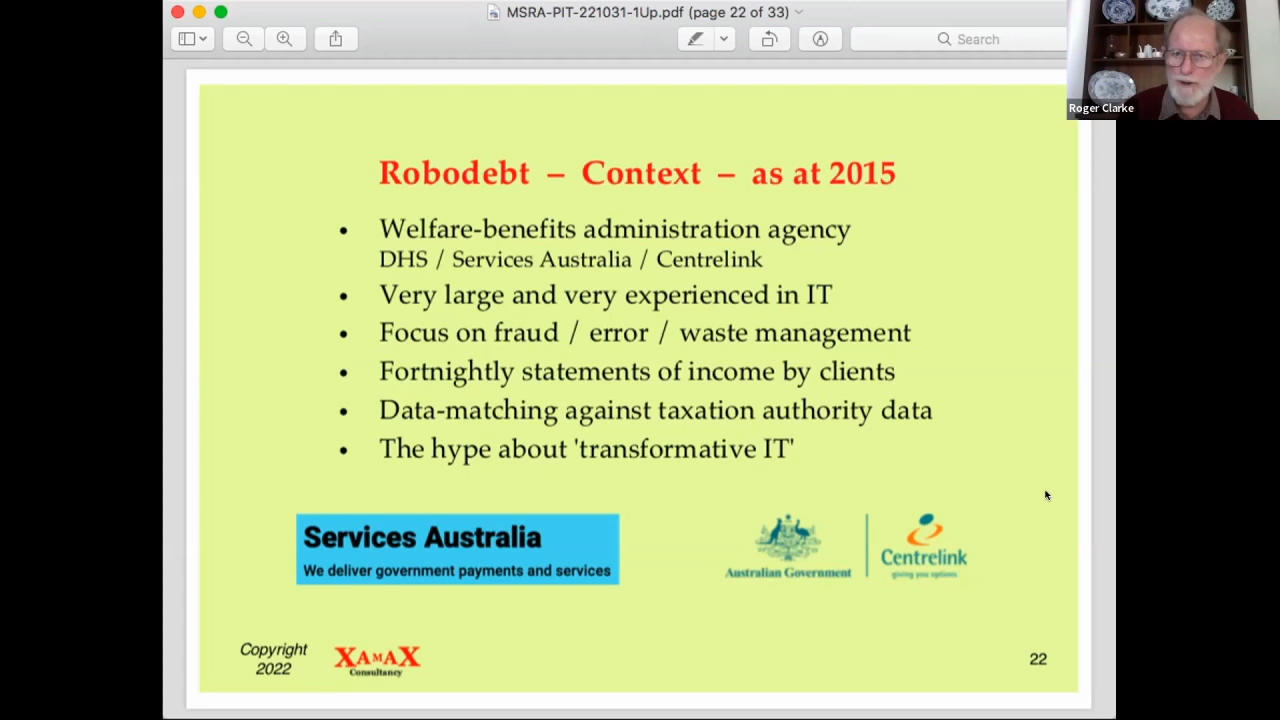 MSRA-PIT-221031-1Up.pdf (page 22 of 33)
Search
Roger Clarke
Robodebt – Context – as at 2015
• Welfare-benefits administration agency
DHS / Services Australia / Centrelink
• Very large and very experienced in IT
• Focus on fraud / error / waste management
• Fortnightly statements of income by clients
• Data-matching against taxation authority data
• The hype about 'transformative IT'
Services Australia
We deliver government payments and services
Australian Government
Centrelink
giving you options
Copyright
2022
XAMAX
Consultancy
22